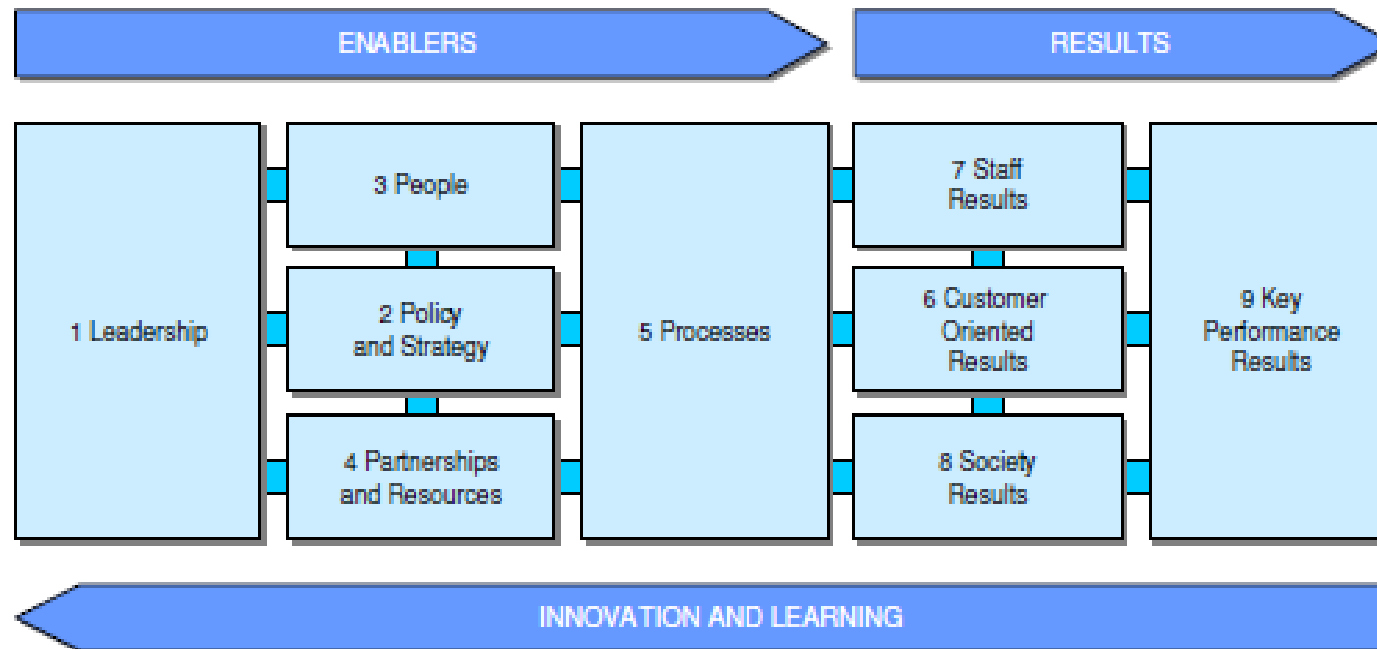 ENABLERS
RESULTS
1 Leadership
3 People
2 Policy
and Strategy
4 Partnerships
and Resources
5 Processes
7 Staff
Results
6 Customer
Oriented
Results
8 Society
Results
9 Key
Performance
Results
INNOVATION AND LEARNING